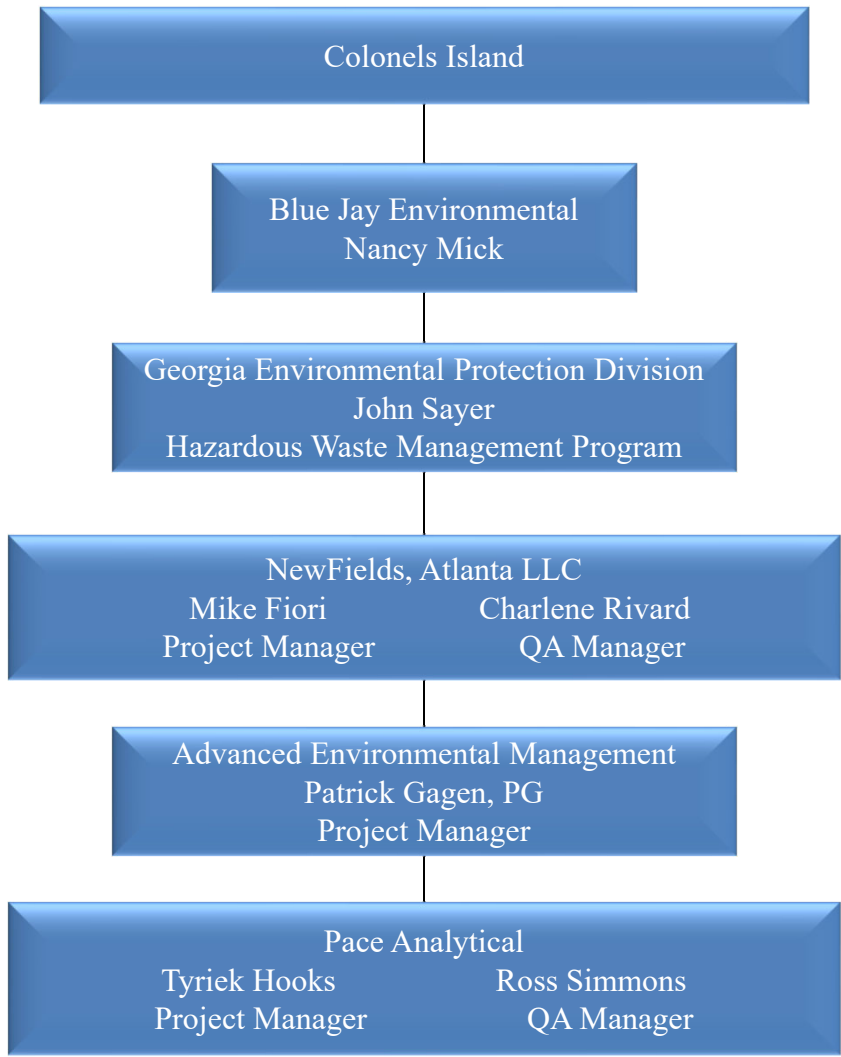 Colonels Island
Blue Jay Environmental
Nancy Mick
Georgia Environmental Protection Division
John Sayer
Hazardous Waste Management Program
NewFields, Atlanta LLC
Mike Fiori Charlene Rivard
Project Manager QA Manager
Advanced Environmental Management
Patrick Gagen, PG
Project Manager
Pace Analytical
Tyriek Hooks Ross Simmons
Project Manager QA Manager